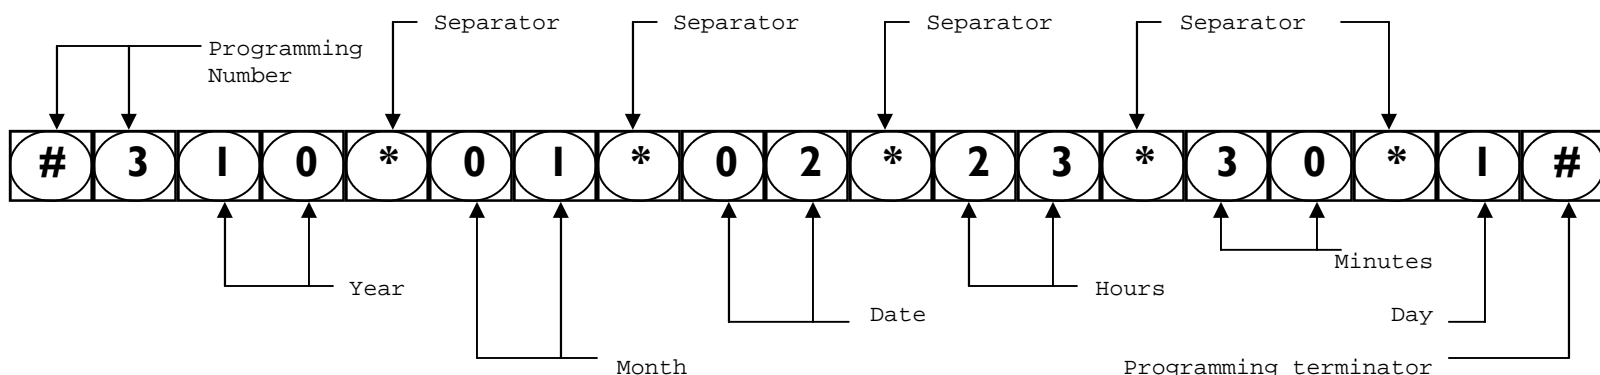 Separator Separator Separator Separator
Programming
Number
# 3 1 0 * 0 1 * 0 2 * 2 3 * 3 0 * 1 #
Minutes
Year Hours
Date Day
Month Programming terminator